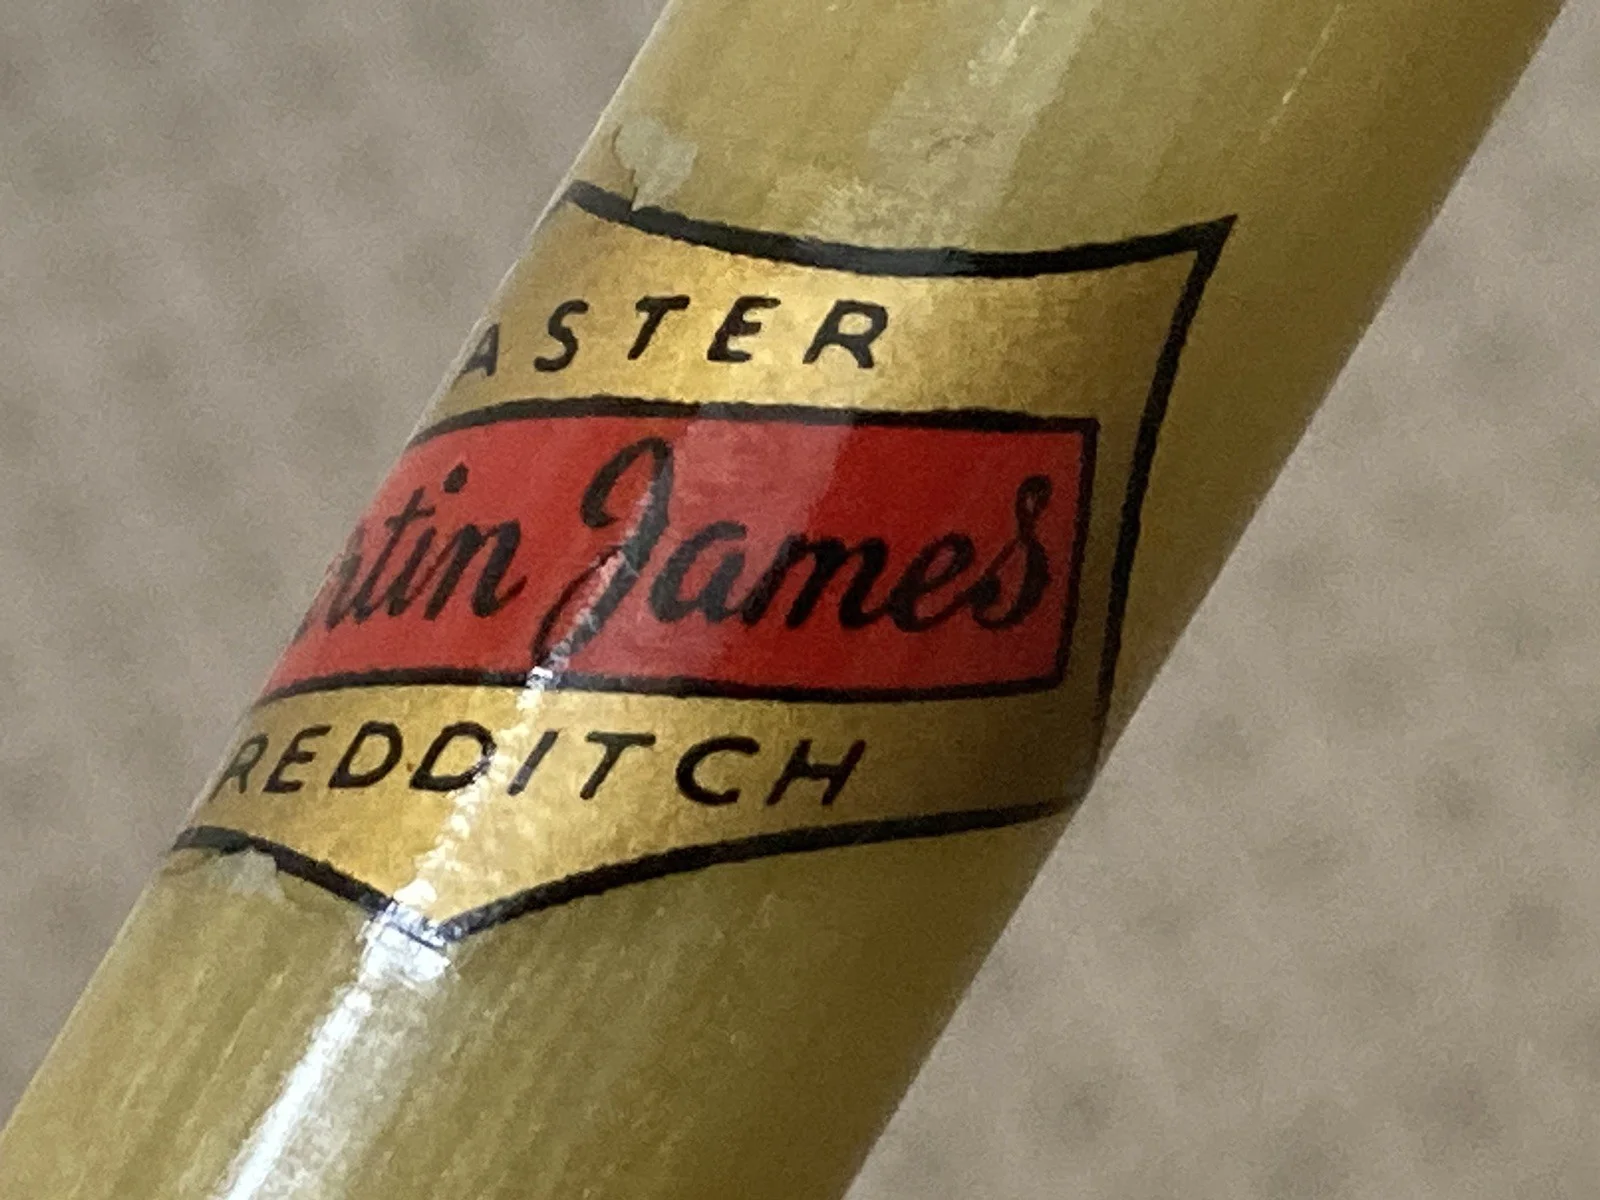 ASTER
rtin James
REDDITCH